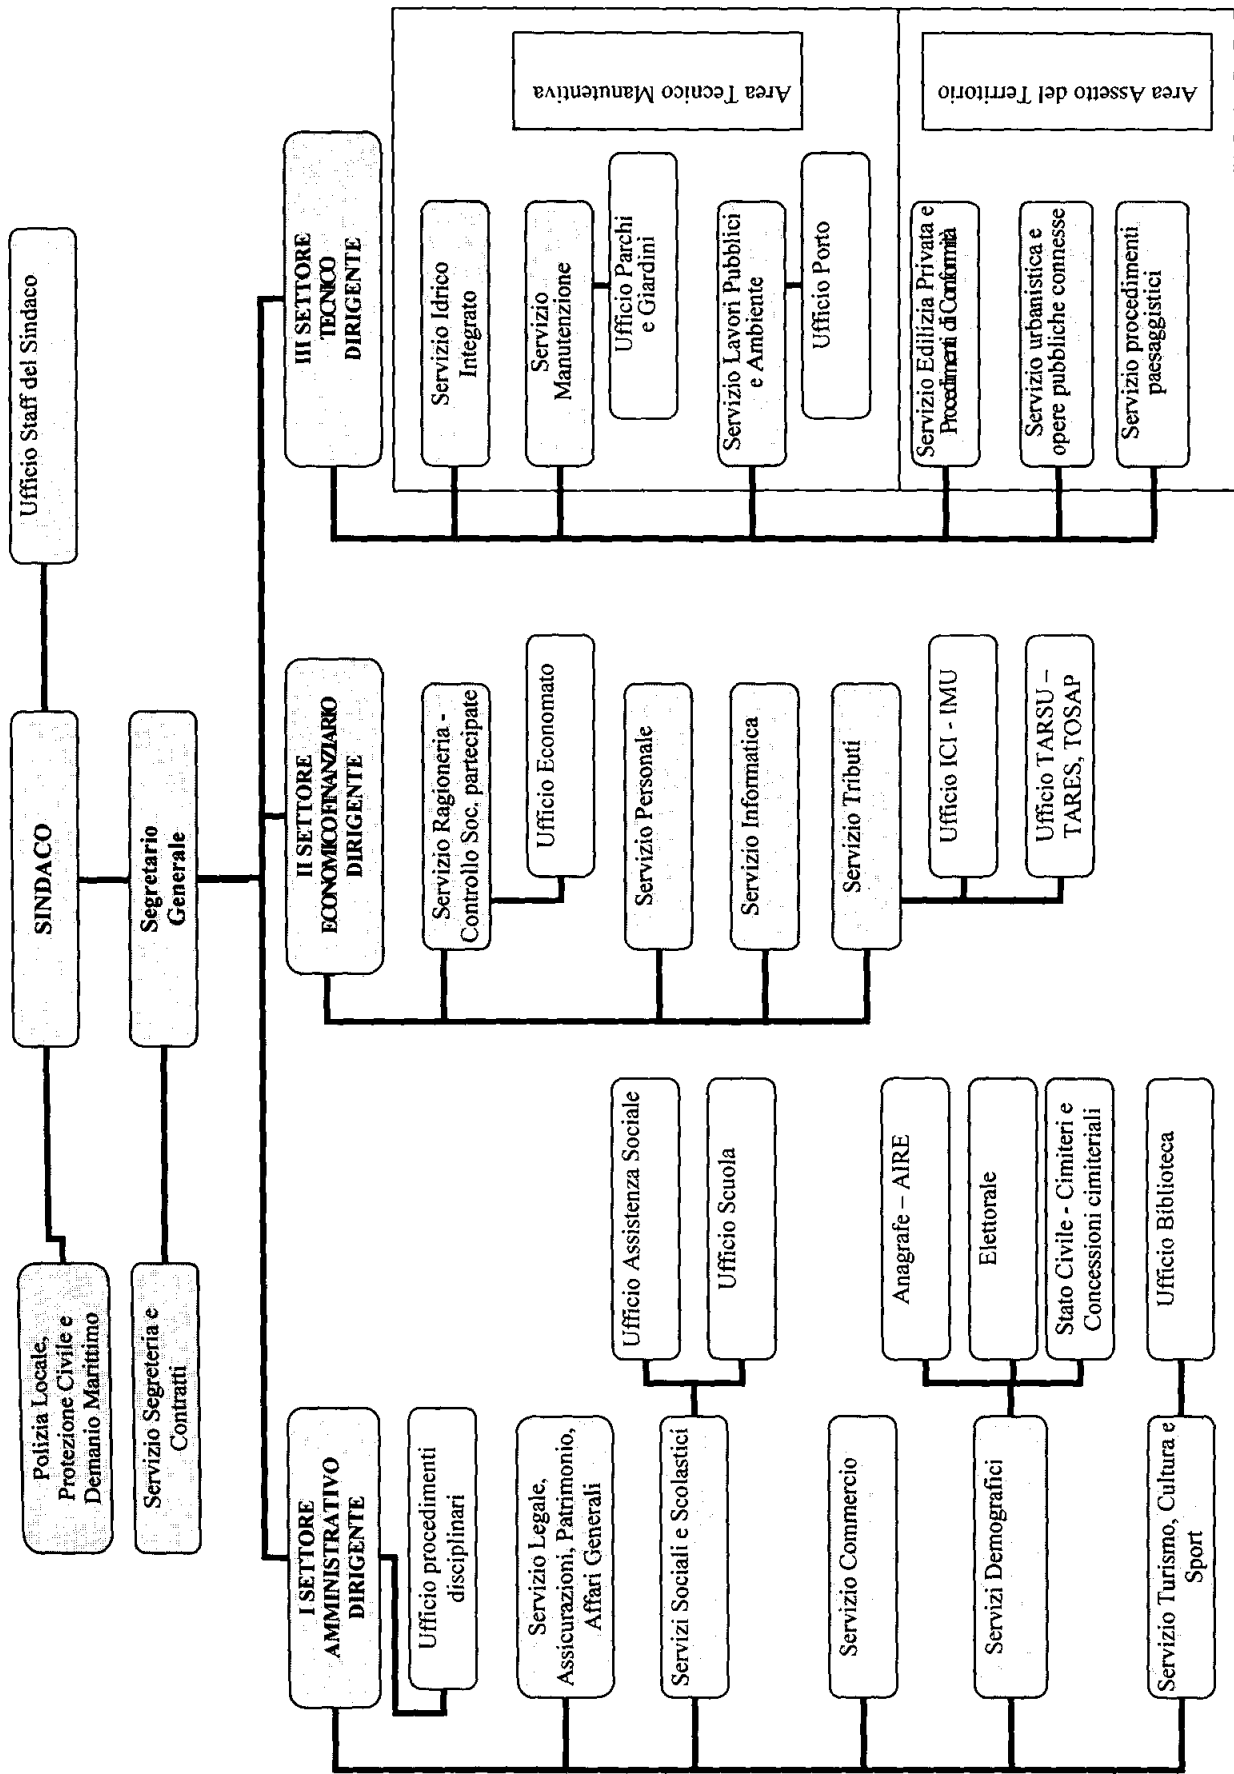 Ufficio Staff del Sindaco
SINDACO
Polizia Locale,
Protezione Civile e
Demanio Marittimo
Segretario
Generale
Servizio Segreteria e
Contratti
I SETTORE
AMMINISTRATIVO
DIRIGENTE
Ufficio procedimenti
disciplinari
Servizio Legale,
Assicurazioni, Patrimonio,
Affari Generali
Servizi Sociali e Scolastici
Ufficio Assistenza Sociale
Ufficio Scuola
Servizio Commercio
Servizi Demografici
Anagrafe – AIRE
Elettorale
Stato Civile - Cimiteri e
Concessioni cimiteriali
Servizio Turismo, Cultura e
Sport
Ufficio Biblioteca
II SETTORE
ECONOMICOFINANZIARIO
DIRIGENTE
Servizio Ragioneria -
Controllo Soc. partecipate
Ufficio Economato
Servizio Personale
Servizio Informatica
Servizio Tributi
Ufficio ICI - IMU
Ufficio TARSU –
TARES, TOSAP
III SETTORE
TECNICO
DIRIGENTE
Area Tecnico Manutentiva
Servizio Idrico
Integrato
Servizio
Manutenzione
Ufficio Parchi
e Giardini
Servizio Lavori Pubblici
e Ambiente
Ufficio Porto
Area Assetto del Territorio
Servizio Edilizia Privata e
Procedimenti di Conformità
Servizio urbanistica e
opere pubbliche connesse
Servizio procedimenti
paesaggistici